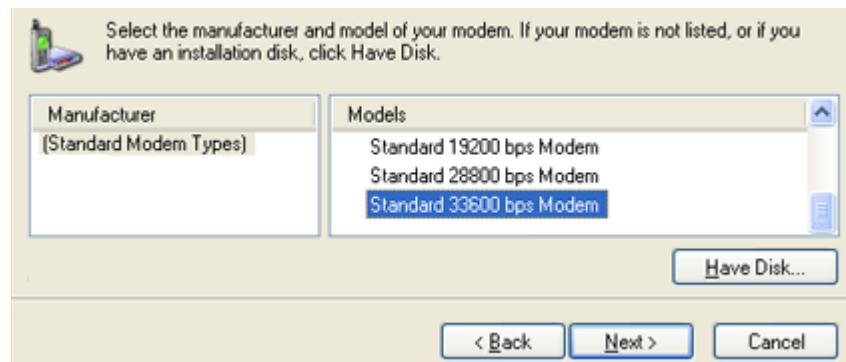 Select the manufacturer and model of your modem. If your modem is not listed, or if you
have an installation disk, click Have Disk.
Manufacturer
(Standard Modem Types)
Models
Standard 19200 bps Modem
Standard 28800 bps Modem
Standard 33600 bps Modem
Have Disk...
< Back
Next >
Cancel